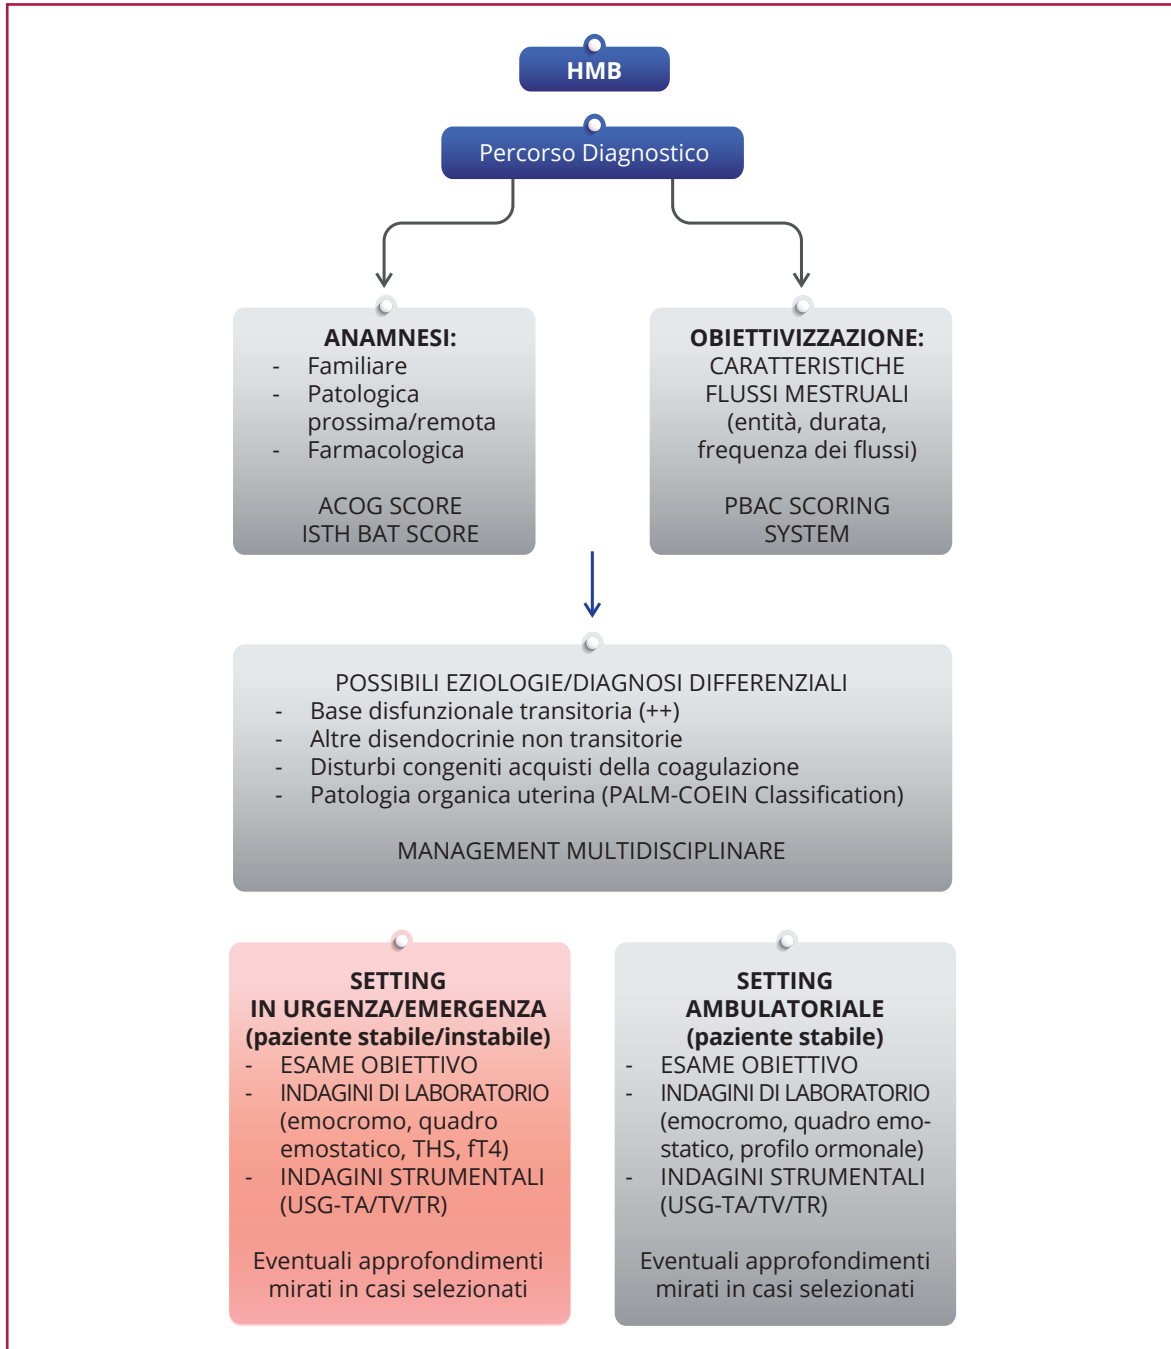 HMB
Percorso Diagnostico
ANAMNESI:
- Familiare
- Patologica
prossima/remota
- Farmacologica
ACOG SCORE
ISTH BAT SCORE
OBIETTIVIZZAZIONE:
CARATTERISTICHE
FLUSSI MESTRUALI
(entità, durata,
frequenza dei flussi)
PBAC SCORING
SYSTEM
POSSIBILI EZIOLOGIE/DIAGNOSI DIFFERENZIALI
- Base disfunzionale transitoria (++)
- Altre disendocrinie non transitorie
- Disturbi congeniti acquisti della coagulazione
- Patologia organica uterina (PALM-COEIN Classification)
MANAGEMENT MULTIDISCIPLINARE
SETTING
IN URGENZA/EMERGENZA
(paziente stabile/instabile)
- ESAME OBIETTIVO
- INDAGINI DI LABORATORIO
(emocromo, quadro
emostatico, THS, fT4)
- INDAGINI STRUMENTALI
(USG-TA/TV/TR)
Eventuali approfondimenti
mirati in casi selezionati
SETTING
AMBULATORIALE
(paziente stabile)
- ESAME OBIETTIVO
- INDAGINI DI LABORATORIO
(emocromo, quadro emo-
statico, profilo ormonale)
- INDAGINI STRUMENTALI
(USG-TA/TV/TR)
Eventuali approfondimenti
mirati in casi selezionati